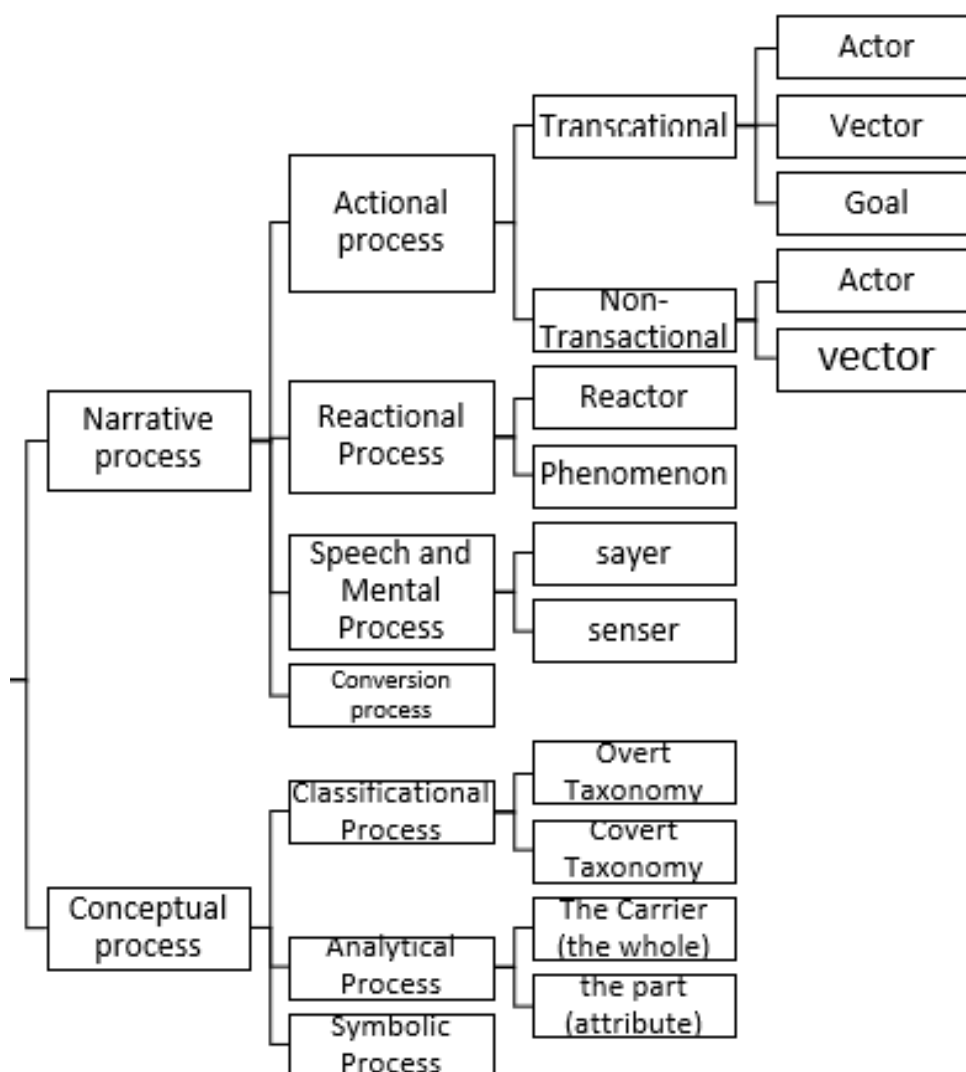 Actor
Transcational
Vector
Goal
Actional
process
Actor
Non-
Transactional
vector
Narrative
process
Reactional
Process
Reactor
Phenomenon
Speech and
Mental
Process
sayer
senser
Conversion
process
Classificational
Process
Overt
Taxonomy
Covert
Taxonomy
Conceptual
process
Analytical
Process
The Carrier
(the whole)
the part
(attribute)
Symbolic
Process